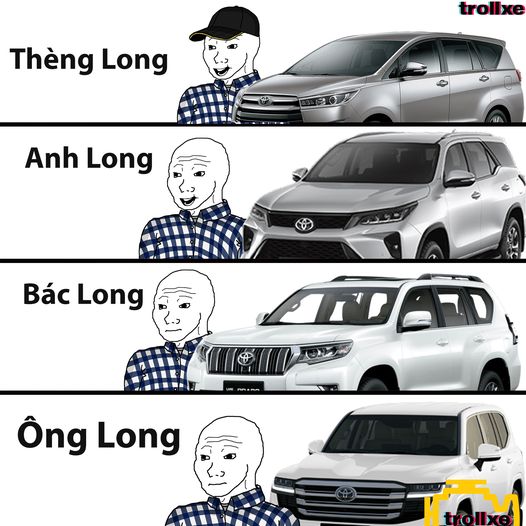 trollxe
Thèng Long
Anh Long
Bác Long
Ông Long
trollxe